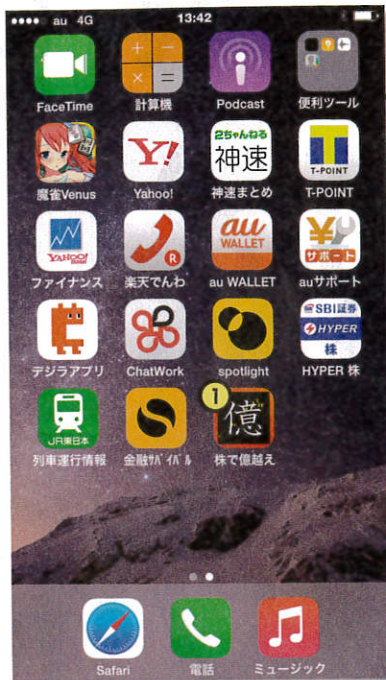 au 4G 13:42
FaceTime 計算機 Podcast 便利ツール
2ちゃんねる
Y! 神速 T-POINT
魔雀Venus Yahoo! 神速まとめ T-POINT
au
YAHOO! R WALLET ¥ サポート SBI証券 HYPER 株
ファイナンス 楽天でんわ au WALLET auサポート
デジラアプリ ChatWork spotlight HYPER 株
1
JR東日本 S 億
列車運行情報 金融サバイバル 株で億越え
Safari 電話 ミュージック